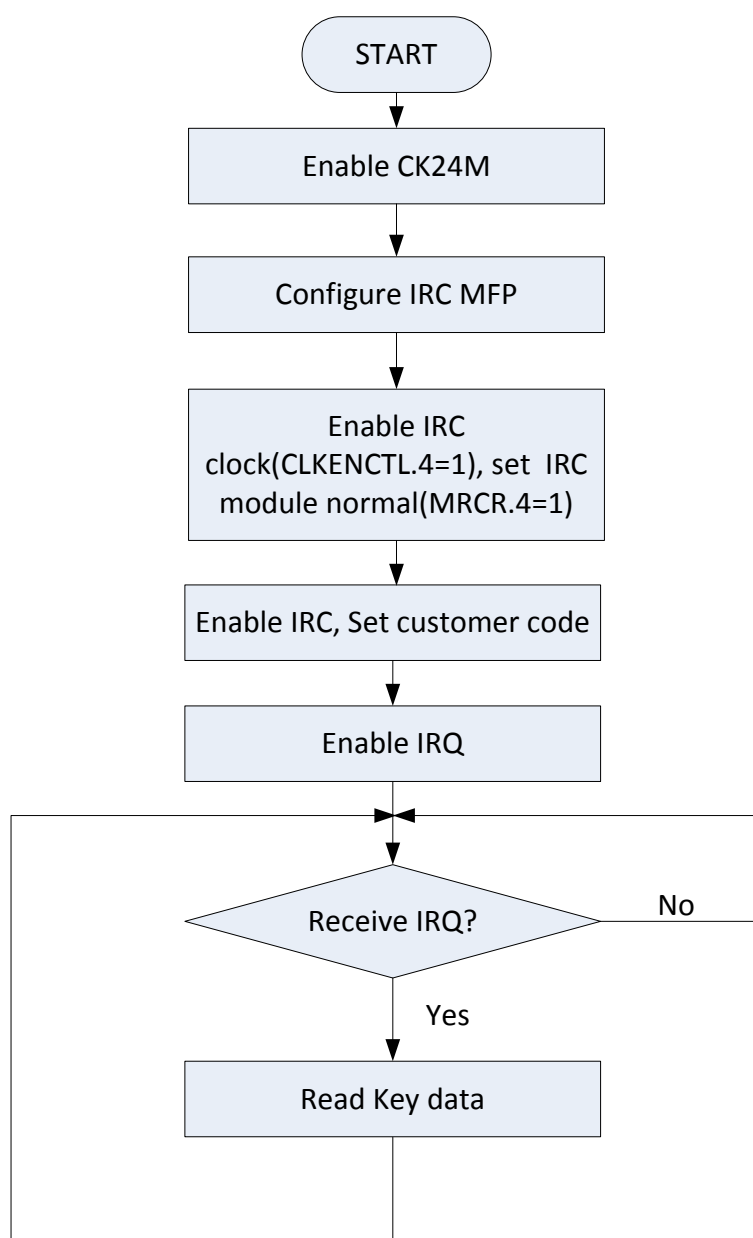 START
Enable CK24M
Configure IRC MFP
Enable IRC
clock(CLKENCTL.4=1), set  IRC
module normal(MRCR.4=1)
Enable IRC, Set customer code
Enable IRQ
Receive IRQ?
No
Yes
Read Key data